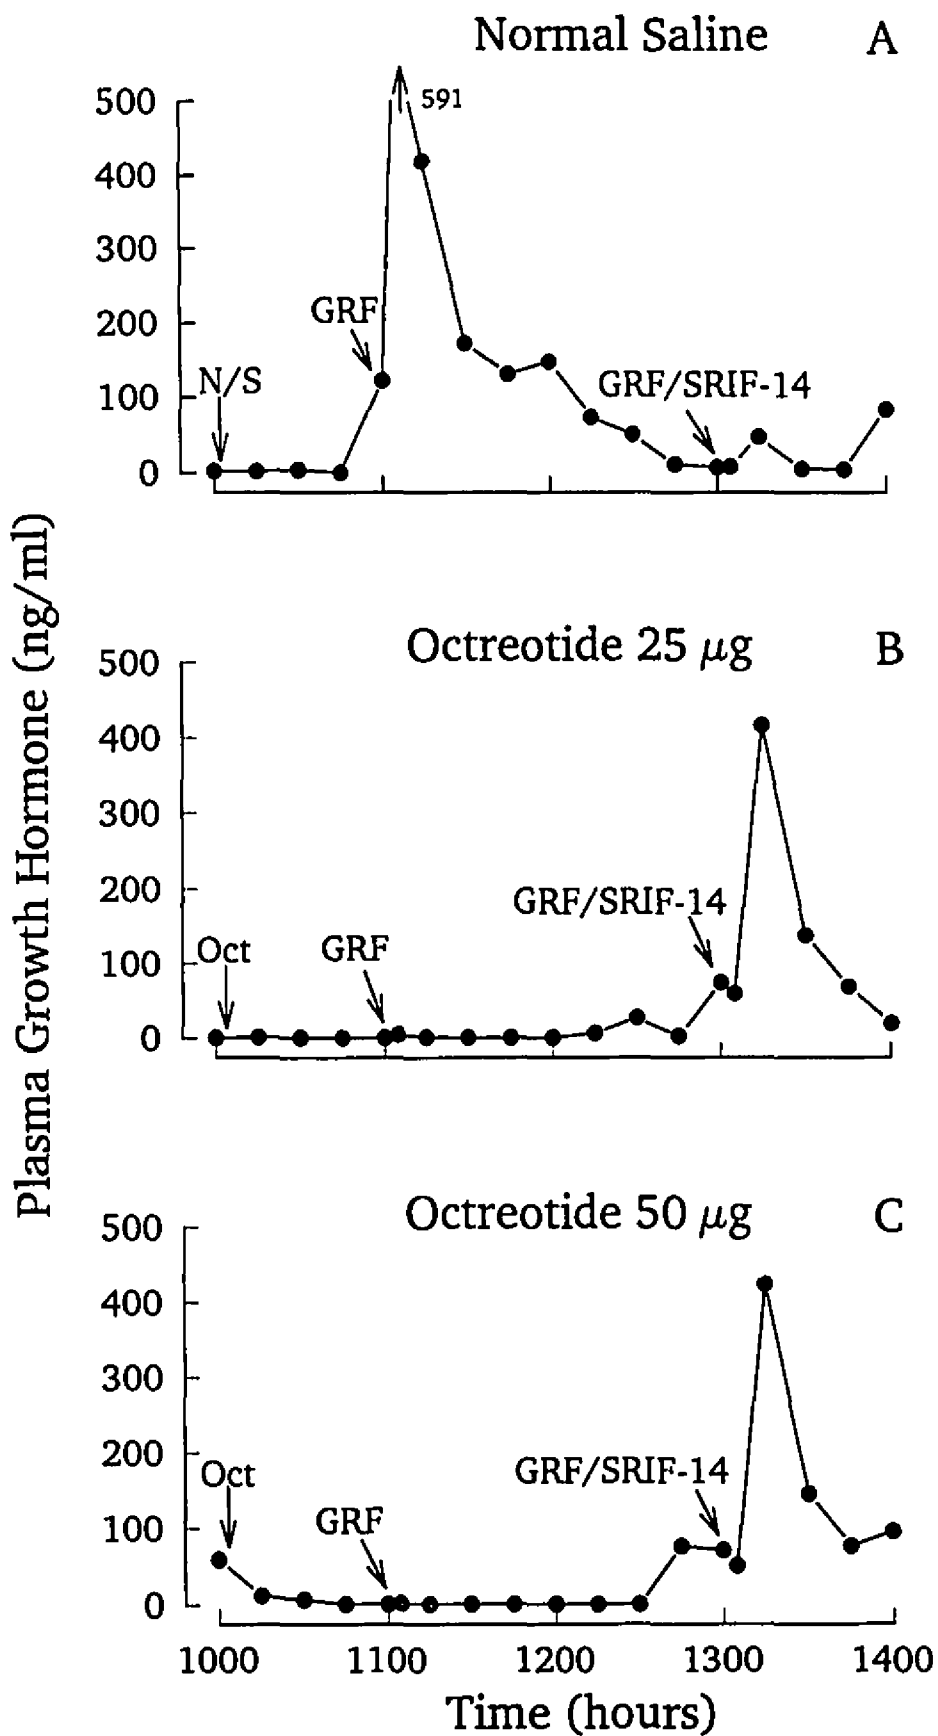 Normal Saline A
591
500
400
300
200
100
0
GRF
N/S
GRF/SRIF-14
Plasma Growth Hormone (ng/ml)
Octreotide 25 μg B
500
400
300
200
100
0
GRF/SRIF-14
Oct
GRF
Octreotide 50 μg C
500
400
300
200
100
0
GRF/SRIF-14
Oct
GRF
1000 1100 1200 1300 1400
Time (hours)